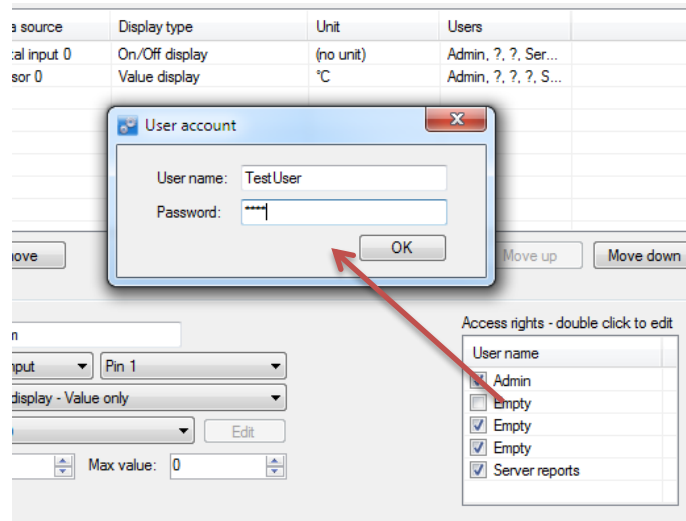 a source Display type Unit Users
tal input 0 On/Off display (no unit) Admin, ?, ?, Ser...
sor 0 Value display °C Admin, ?, ?, ?, S...
User account
User name: TestUser
Password: ****
OK
ove Move up Move down
Access rights - double click to edit
m
User name
nput Pin 1
Admin
display - Value only
Empty
Edit
Empty
Empty
Max value: 0
Server reports